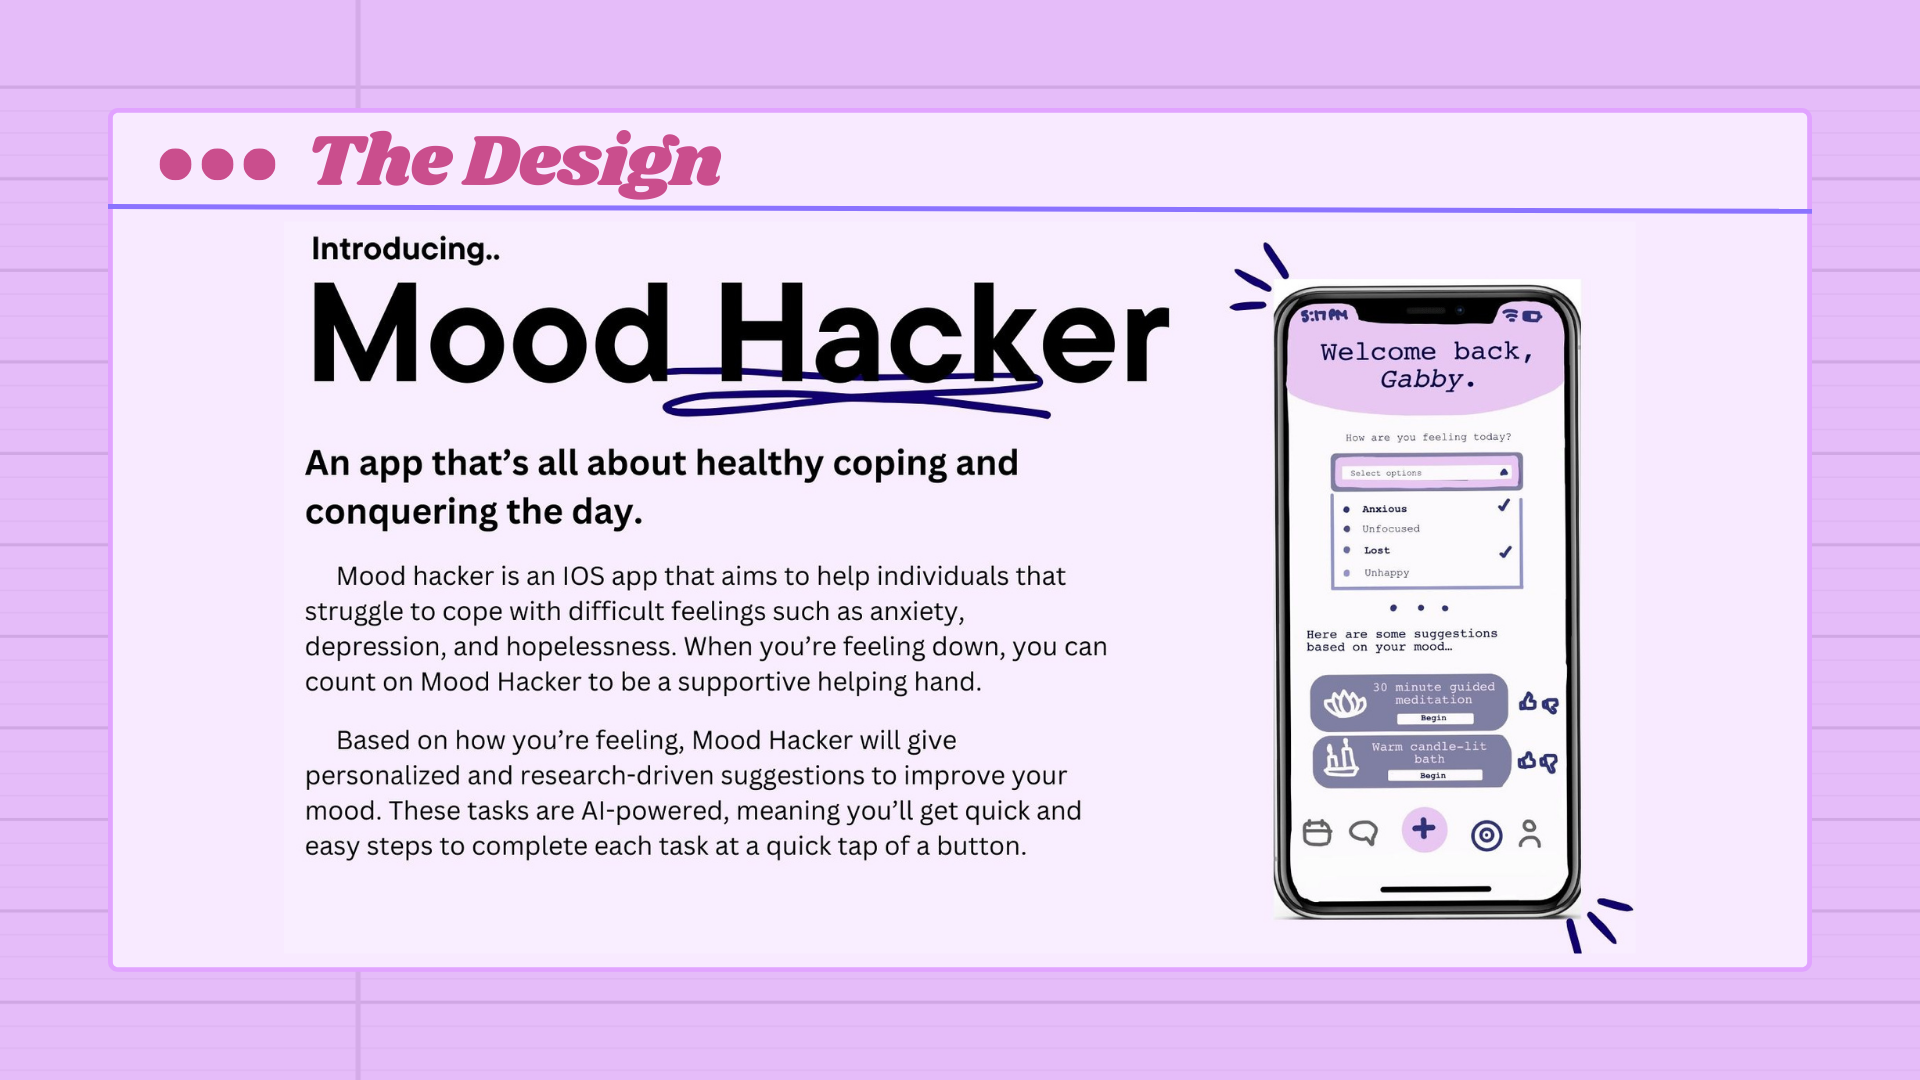 The Design
Introducing..
Mood Hacker
An app that’s all about healthy coping and
conquering the day.
Mood hacker is an IOS app that aims to help individuals that
struggle to cope with difficult feelings such as anxiety,
depression, and hopelessness. When you’re feeling down, you can
count on Mood Hacker to be a supportive helping hand.
Based on how you’re feeling, Mood Hacker will give
personalized and research-driven suggestions to improve your
mood. These tasks are AI-powered, meaning you’ll get quick and
easy steps to complete each task at a quick tap of a button.
5:17 PM
Welcome back,
Gabby.
How are you feeling today?
Select options
Anxious
Unfocused
Lost
Unhappy
Here are some suggestions
based on your mood…
30 minute guided
meditation
Begin
Warm candle-lit
bath
Begin